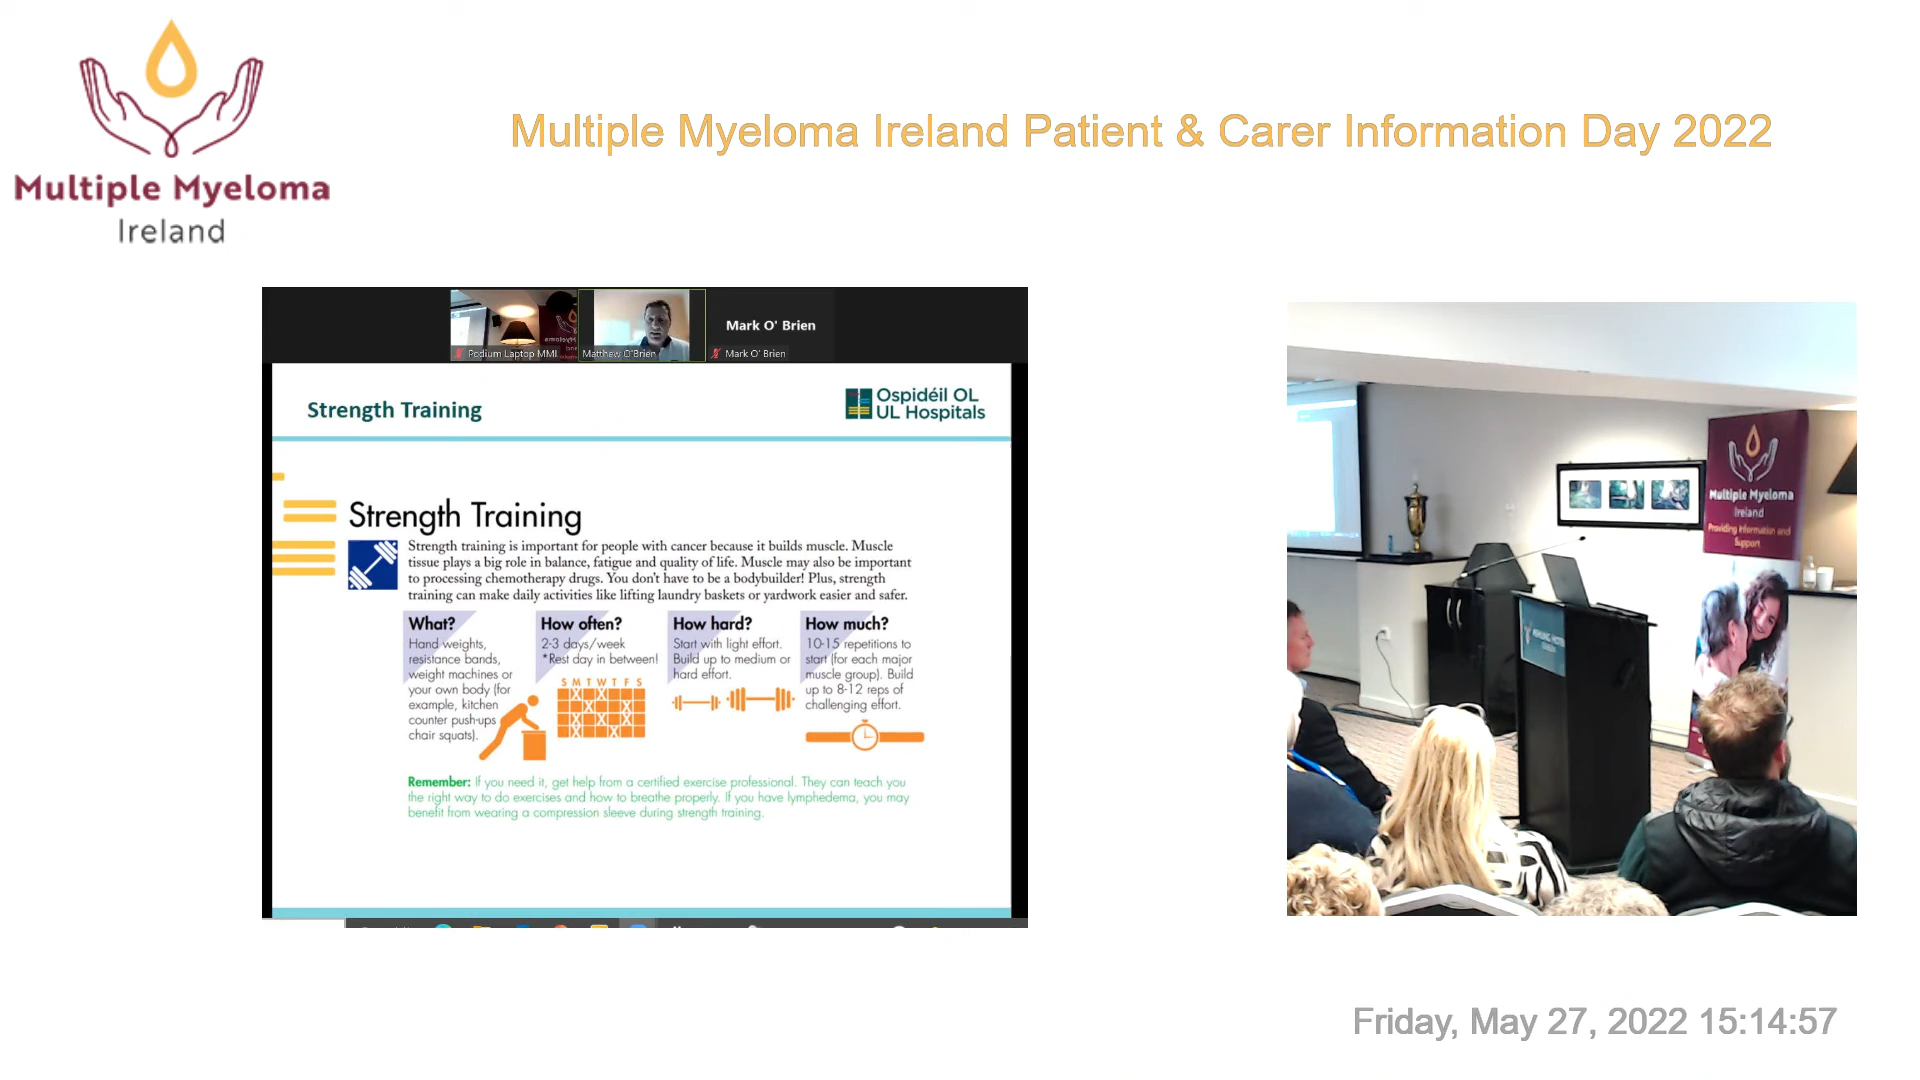 Multiple Myeloma Ireland Patient & Carer Information Day 2022
Multiple Myeloma
Ireland
Mark O' Brien
Podium Laptop MMI
Matthew O'Brien
Mark O' Brien
Strength Training
Ospidéil OL
UL Hospitals
Strength Training
Strength training is important for people with cancer because it builds muscle. Muscle
tissue plays a big role in balance, fatigue and quality of life. Muscle may also be important
to processing chemotherapy drugs. You don't have to be a bodybuilder! Plus, strength
training can make daily activities like lifting laundry baskets or yardwork easier and safer.
What?
Hand weights,
resistance bands,
weight machines or
your own body (for
example, kitchen
counter push-ups
chair squats).
How often?
2-3 days/week
*Rest day in between!
S M T W T F S
How hard?
Start with light effort.
Build up to medium or
hard effort.
How much?
10-15 repetitions to
start (for each major
muscle group). Build
up to 8-12 reps of
challenging effort.
Remember: If you need it, get help from a certified exercise professional. They can teach you
the right way to do exercises and how to breathe properly. If you have lymphedema, you may
benefit from wearing a compression sleeve during strength training.
Multiple Myeloma
Ireland
Providing Information and
Support
Friday, May 27, 2022 15:14:57